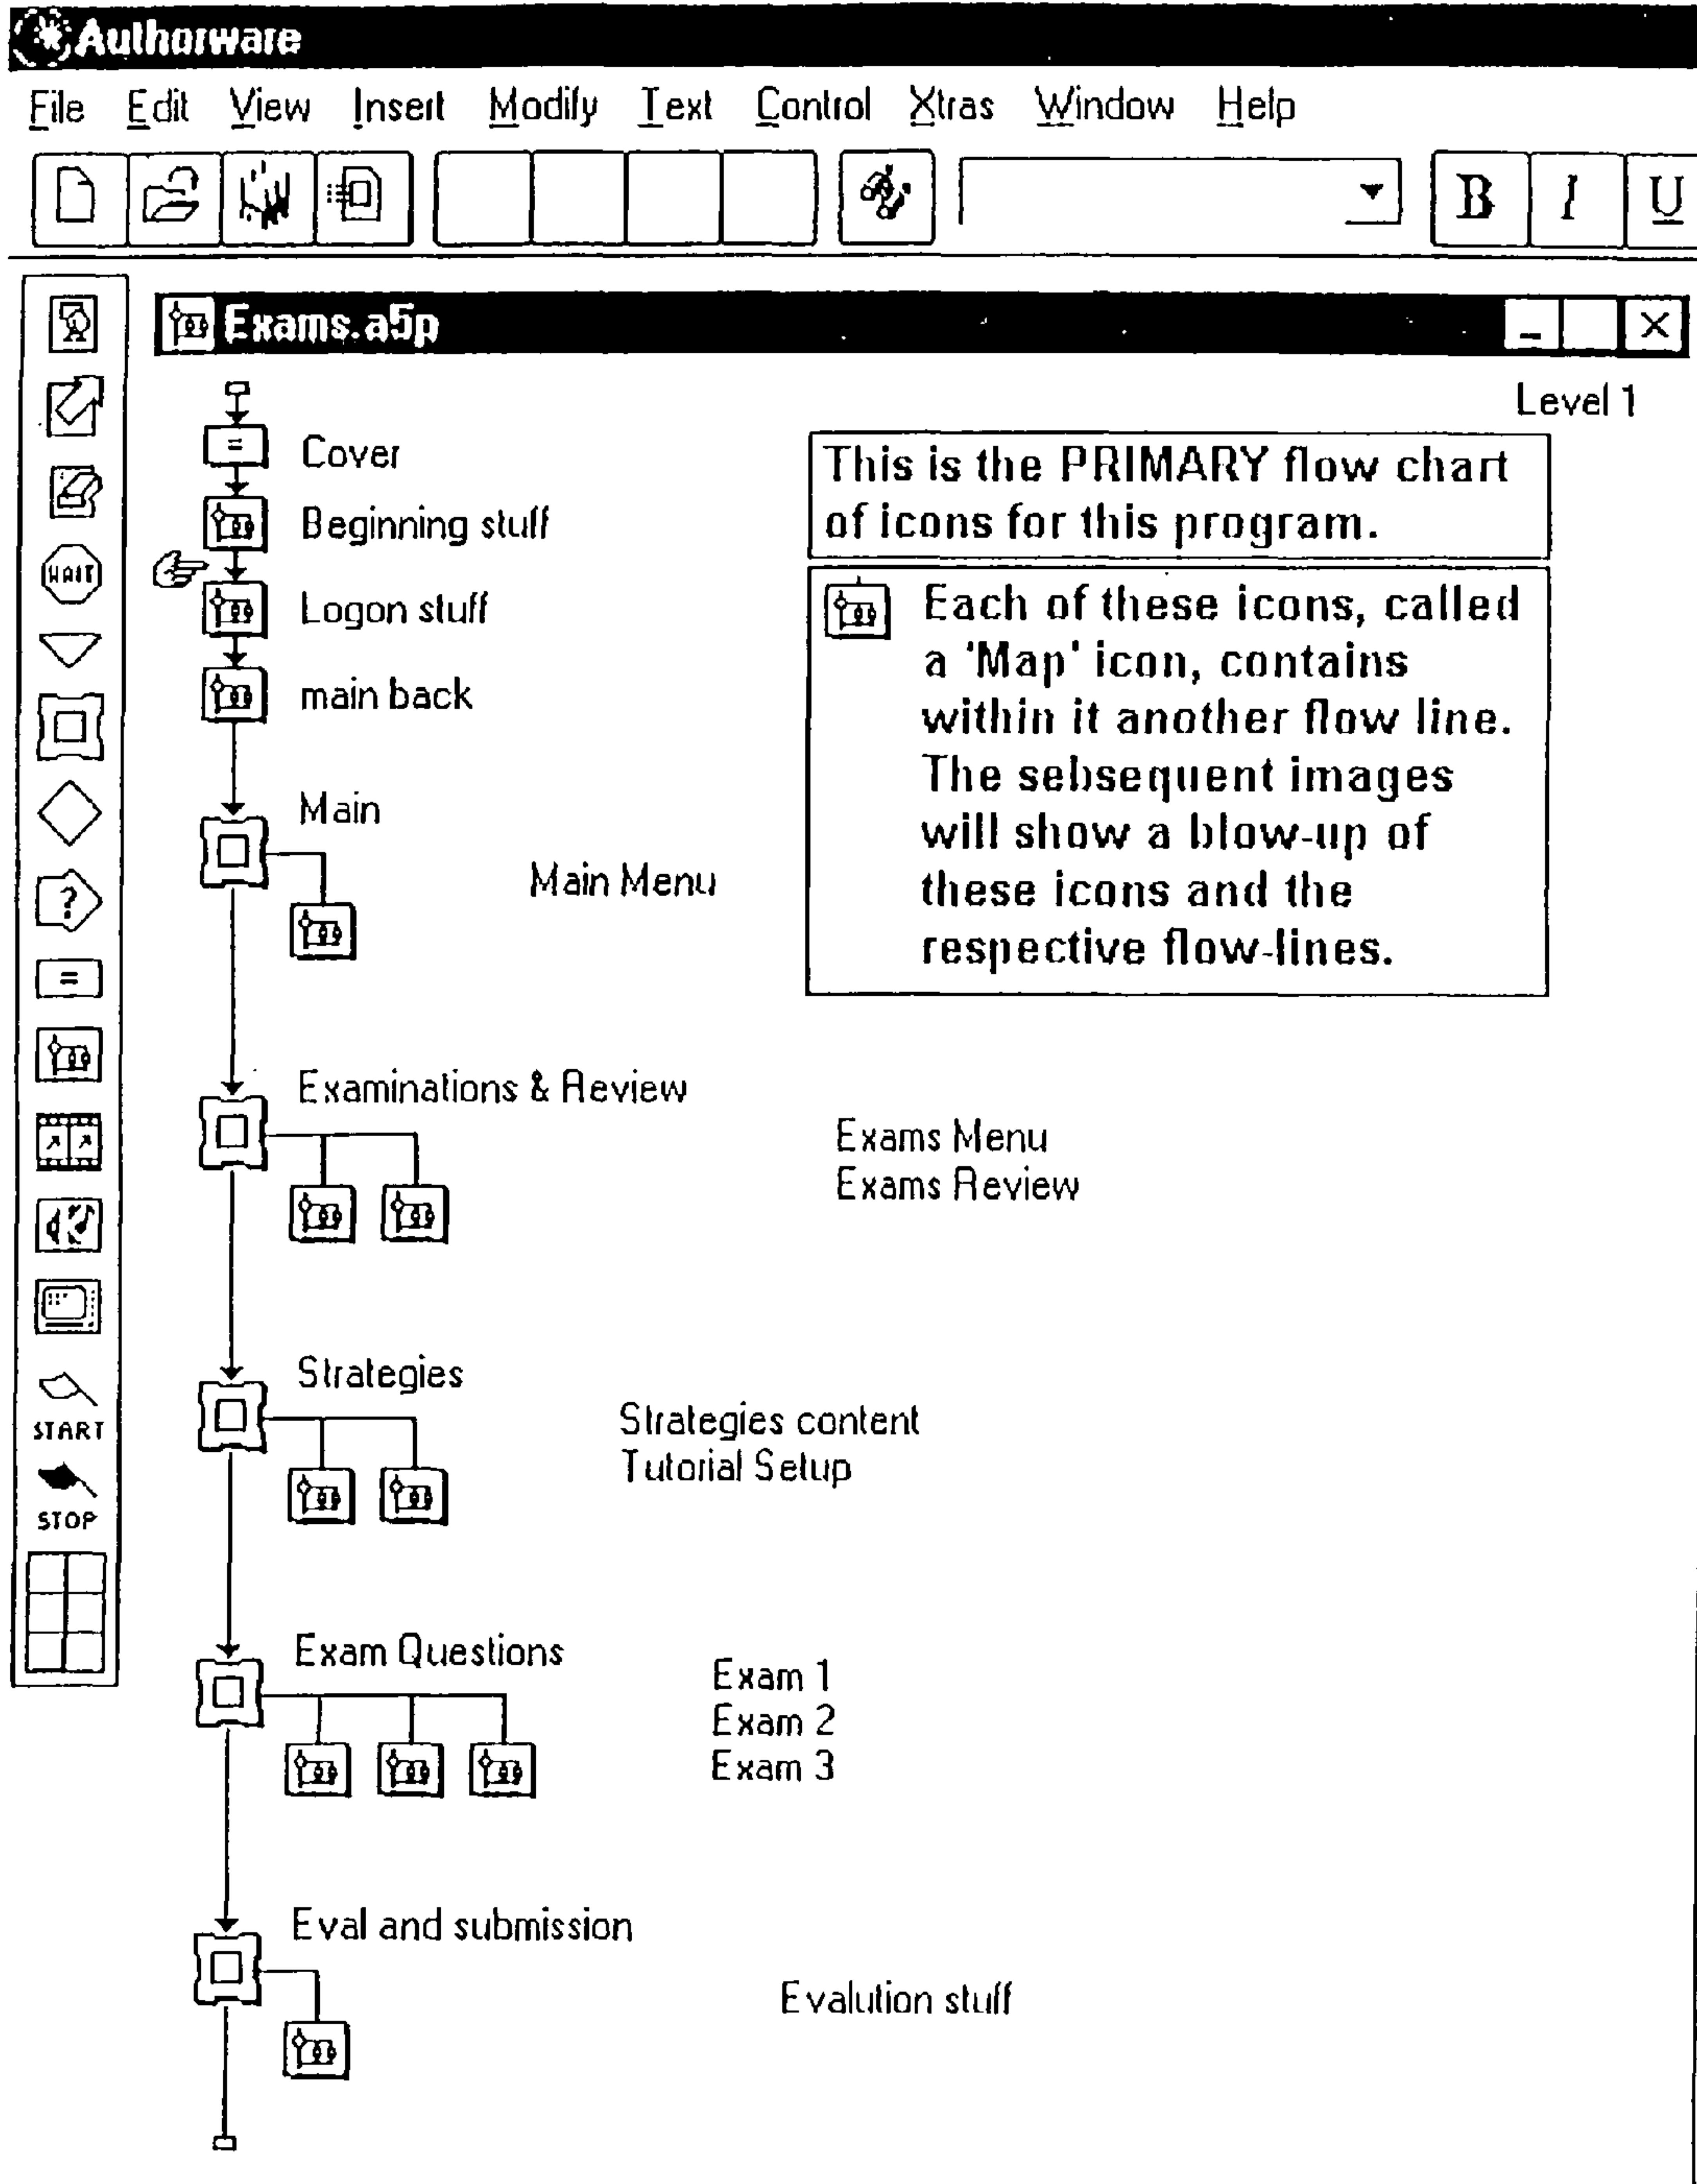 Authorware
File Edit View Insert Modify Text Control Xtras Window Help
B I U
Exams.a5p
Level 1
Cover
Beginning stuff
Logon stuff
main back
This is the PRIMARY flow chart
of icons for this program.
Each of these icons, called
a 'Map' icon, contains
within it another flow line.
The sebsequent images
will show a blow-up of
these icons and the
respective flow-lines.
WAIT
Main
Main Menu
?
=
Examinations & Review
Exams Menu
Exams Review
Strategies
Strategies content
Tutorial Setup
START
STOP
Exam Questions
Exam 1
Exam 2
Exam 3
Eval and submission
Evalution stuff